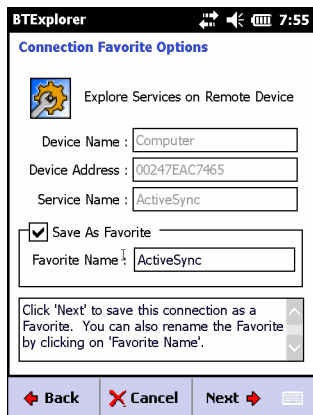 BTExplorer 7:55
Connection Favorite Options
Explore Services on Remote Device
Device Name : Computer
Device Address : 00247EAC7465
Service Name : ActiveSync
Save As Favorite
Favorite Name : ActiveSync
Click 'Next' to save this connection as a
Favorite. You can also rename the Favorite
by clicking on 'Favorite Name'.
Back Cancel Next